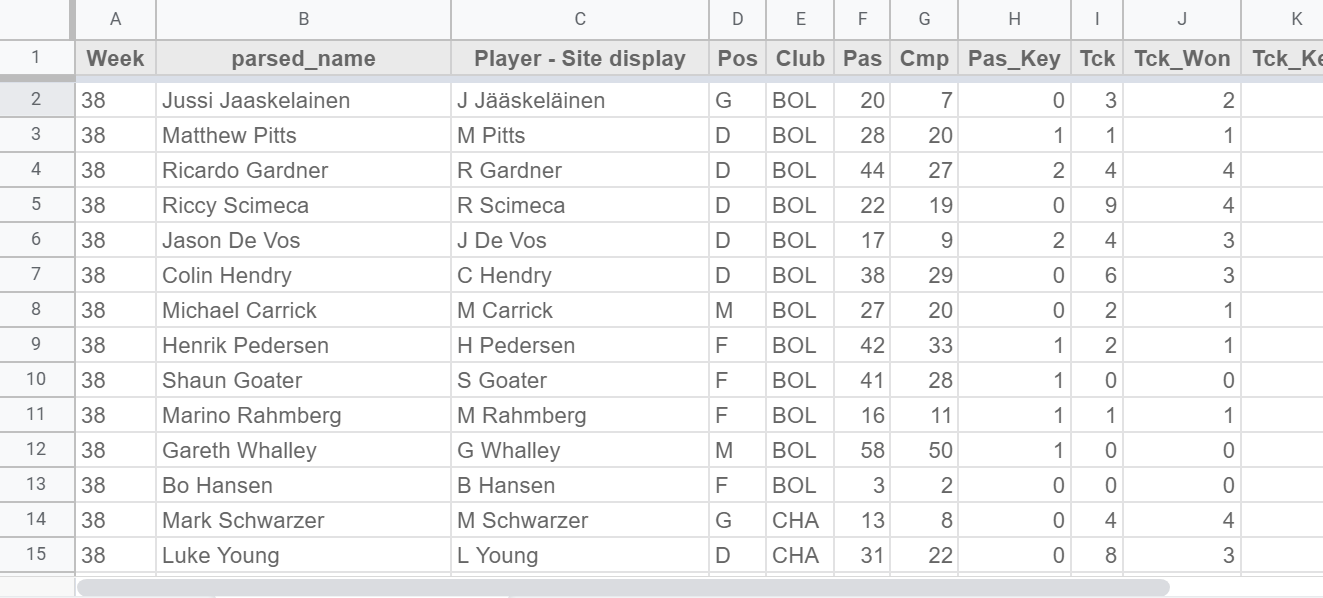 A B C D E F G H I J K
1 Week parsed_name Player - Site display Pos Club Pas Cmp Pas_Key Tck Tck_Won
2 38 Jussi Jaaskelainen J Jääskeläinen G BOL 20 7 0 3 2
3 38 Matthew Pitts M Pitts D BOL 28 20 1 1 1
4 38 Ricardo Gardner R Gardner D BOL 44 27 2 4 4
5 38 Riccy Scimeca R Scimeca D BOL 22 19 0 9 4
6 38 Jason De Vos J De Vos D BOL 17 9 2 4 3
7 38 Colin Hendry C Hendry D BOL 38 29 0 6 3
8 38 Michael Carrick M Carrick M BOL 27 20 0 2 1
9 38 Henrik Pedersen H Pedersen F BOL 42 33 1 2 1
10 38 Shaun Goater S Goater F BOL 41 28 1 0 0
11 38 Marino Rahmberg M Rahmberg F BOL 16 11 1 1 1
12 38 Gareth Whalley G Whalley M BOL 58 50 1 0 0
13 38 Bo Hansen B Hansen F BOL 3 2 0 0 0
14 38 Mark Schwarzer M Schwarzer G CHA 13 8 0 4 4
15 38 Luke Young L Young D CHA 31 22 0 8 3